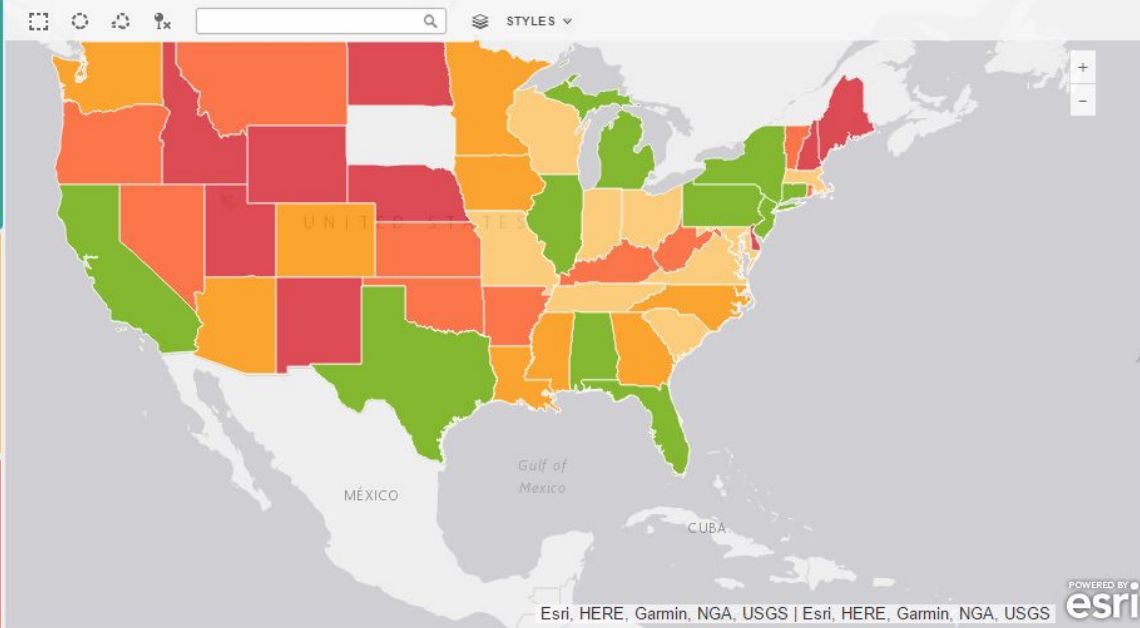 STYLES
+
−
UNITED STATES
Gulf of
Mexico
MÉXICO
CUBA
POWERED BY
esri
Esri, HERE, Garmin, NGA, USGS | Esri, HERE, Garmin, NGA, USGS